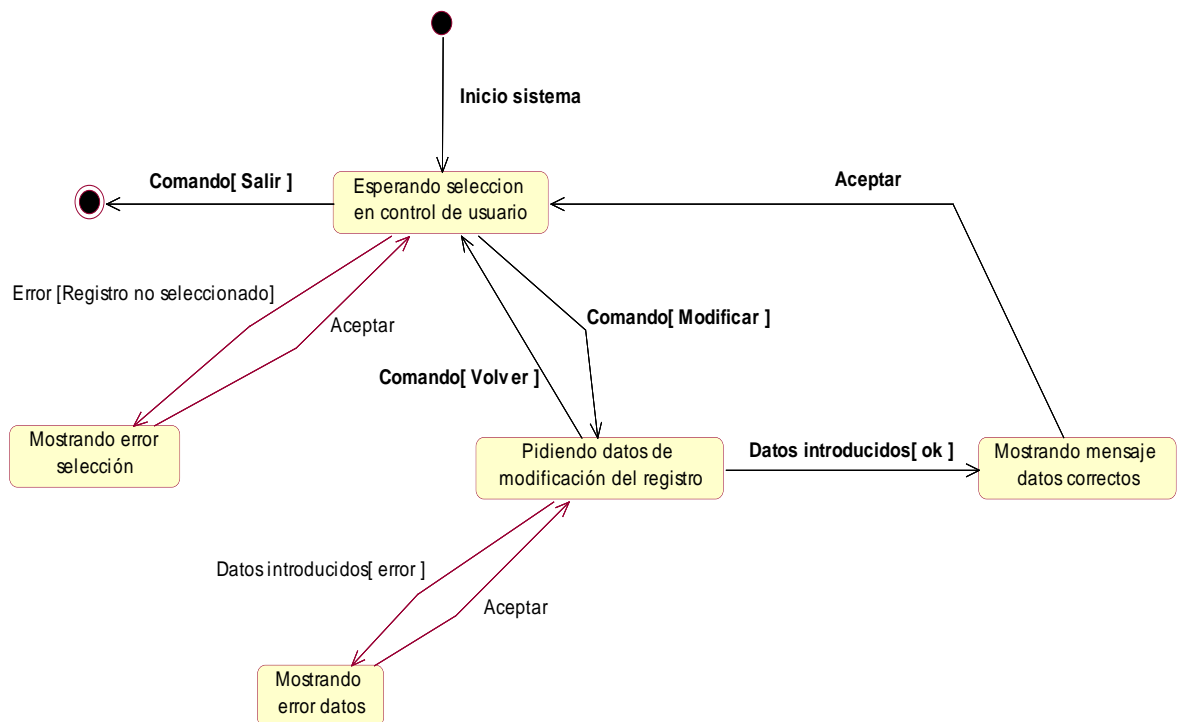 Inicio sistema
Comando[ Salir ]
Esperando seleccion
en control de usuario
Aceptar
Error [Registro no seleccionado]
Aceptar
Comando[ Modificar ]
Comando[ Volver ]
Mostrando error
selección
Pidiendo datos de
modificación del registro
Datos introducidos[ ok ]
Mostrando mensaje
datos correctos
Datos introducidos[ error ]
Aceptar
Mostrando
error datos